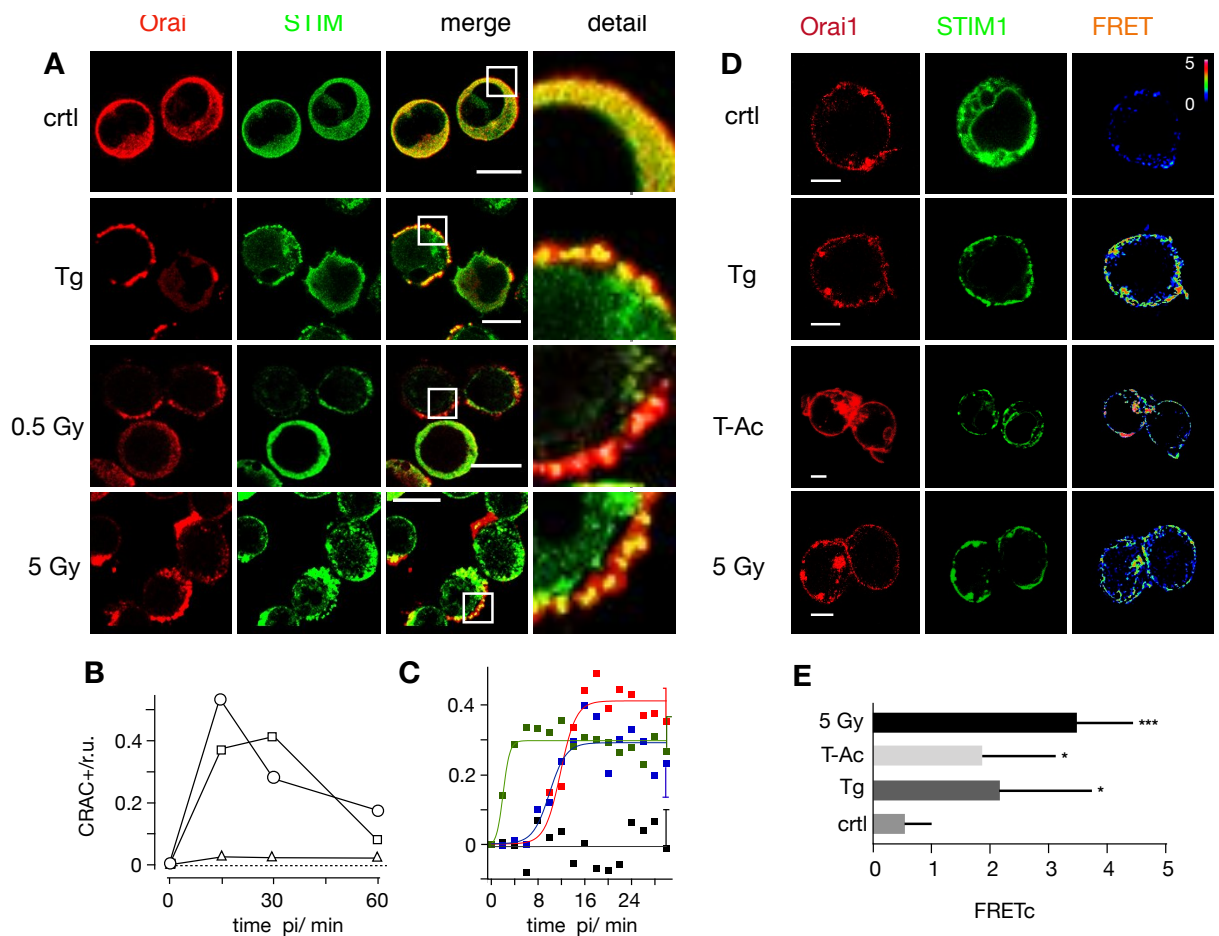 Orai STIM merge detail
A
crtl
Tg
0.5 Gy
5 Gy
Orai1 STIM1 FRET
D
5
0
crtl
Tg
T-Ac
5 Gy
B
CRAC+/r.u.
0.4
0.2
0
0 30 60
time pi/ min
C
0.4
0.2
0
0 8 16 24
time pi/ min
E
5 Gy ***
T-Ac *
Tg *
crtl
0 1 2 3 4 5
FRETc